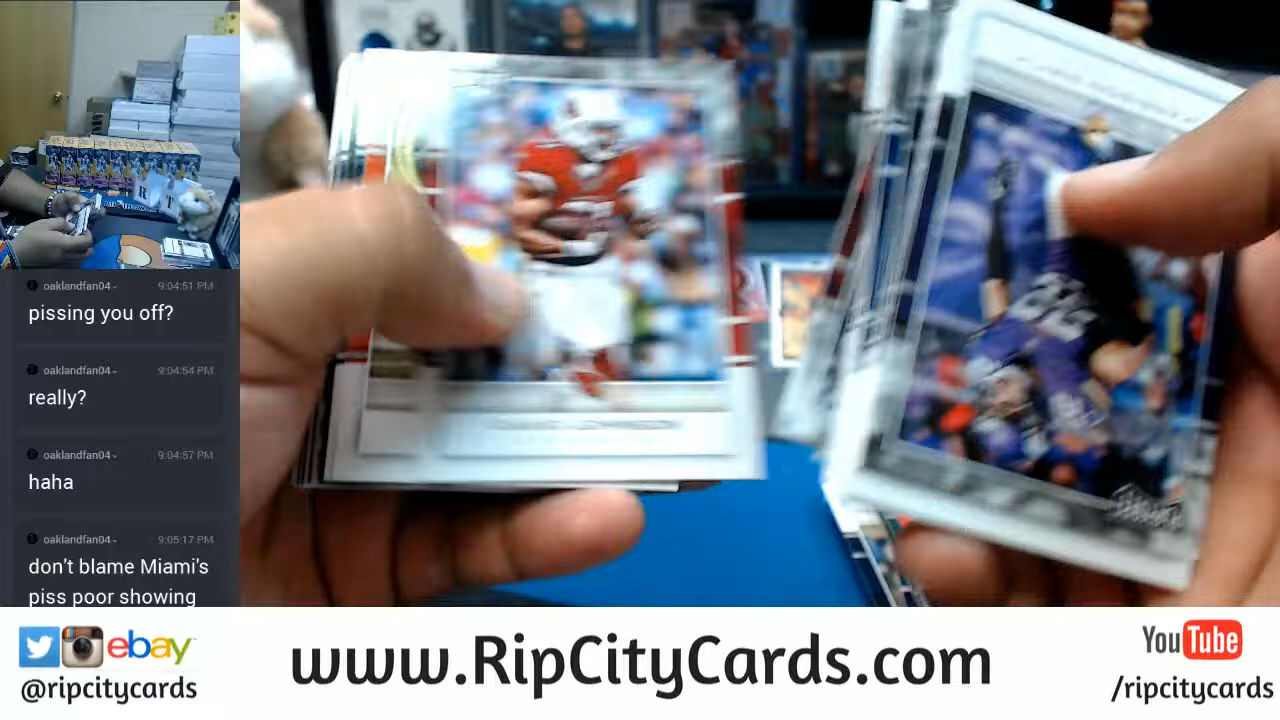 oaklandfan04
9:04:51 PM
pissing you off?
oaklandfan04
9:04:54 PM
really?
oaklandfan04
9:04:57 PM
haha
oaklandfan04
9:05:17 PM
don't blame Miami's
piss poor showing
ebay
@ripcitycards
www.RipCityCards.com
YouTube
/ripcitycards